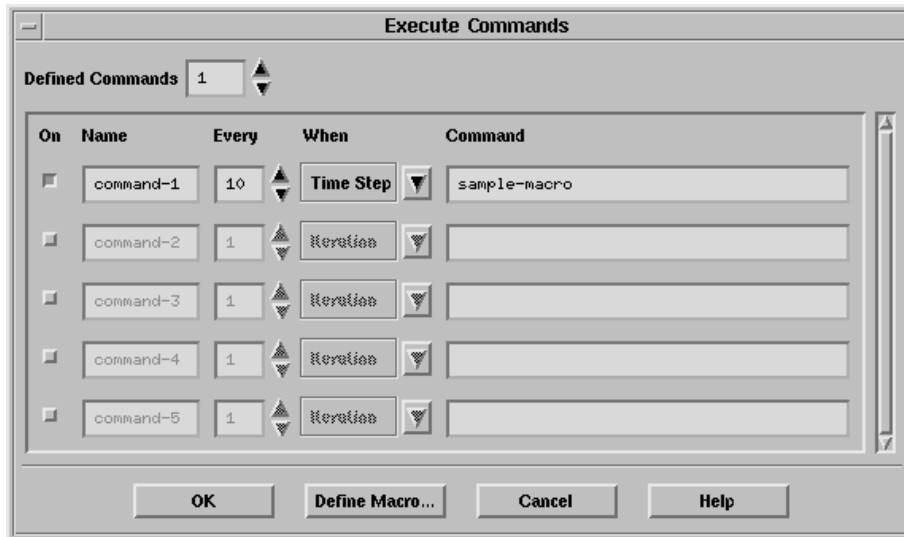 Execute Commands
Defined Commands 1
On Name Every When Command
command-1 10 Time Step sample-macro
command-2 1 Iteration
command-3 1 Iteration
command-4 1 Iteration
command-5 1 Iteration
OK Define Macro... Cancel Help